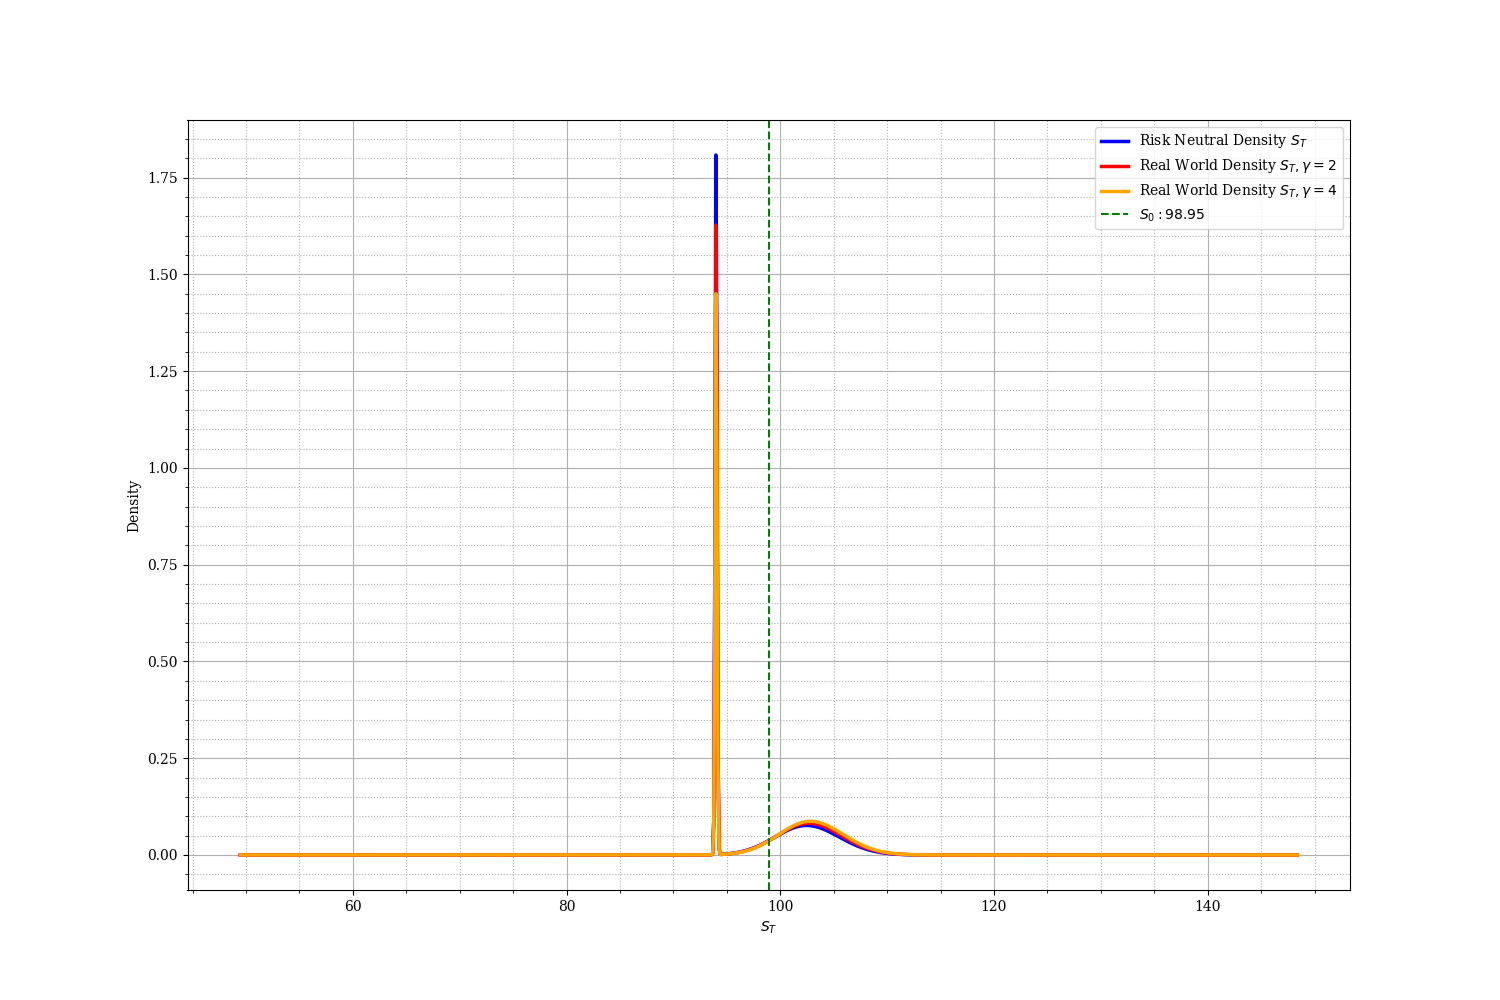 Risk Neutral Density $S_T$
Real World Density $S_T, γ = 2$
Real World Density $S_T, γ = 4$
$S_0 : 98.95$
1.75
1.50
1.25
1.00
0.75
0.50
0.25
0.00
Density
60
80
100
120
140
$S_T$